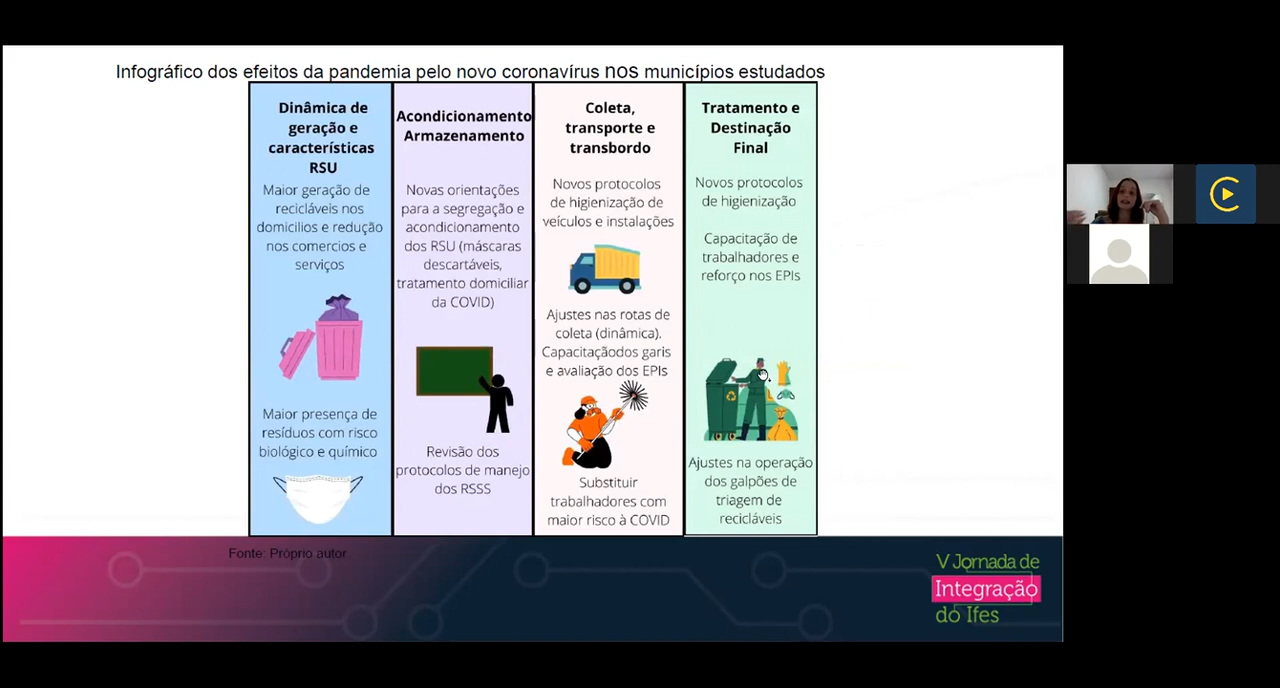 Infográfico dos efeitos da pandemia pelo novo coronavírus nos municípios estudados
Dinâmica de
geração e
características
RSU
Maior geração de
recicláveis nos
domicilios e redução
nos comercios e
serviços
Maior presença de
resíduos com risco
biológico e químico
Acondicionamento
Armazenamento
Novas orientações
para a segregação e
acondicionamento
dos RSU (máscaras
descartáveis,
tratamento domiciliar
da COVID)
Revisão dos
protocolos de manejo
dos RSSS
Coleta,
transporte e
transbordo
Novos protocolos
de higienização de
veículos e instalações
Ajustes nas rotas de
coleta (dinâmica).
Capacitaçãodos garis
e avaliação dos EPIs
Substituir
trabalhadores com
maior risco à COVID
Tratamento e
Destinação
Final
Novos protocolos
de higienização
Capacitação de
trabalhadores e
reforço nos EPIs
Ajustes na operação
dos galpões de
triagem de
recicláveis
Fonte: Próprio autor
V Jornada de
Integração
do Ifes